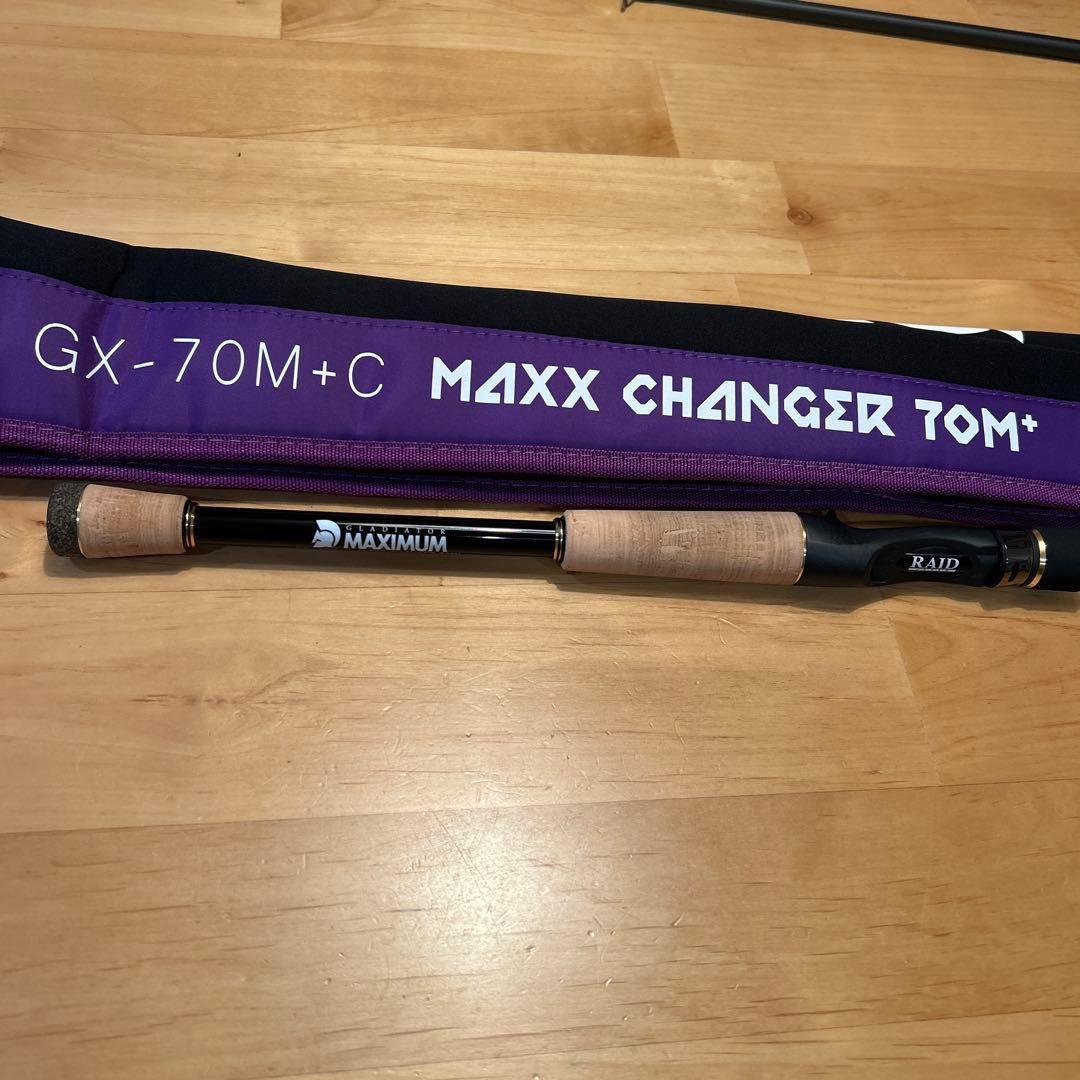 GX-70M+C MAXX CHANGER 70M+
GLADIATOR
MAXIMUM
RAID